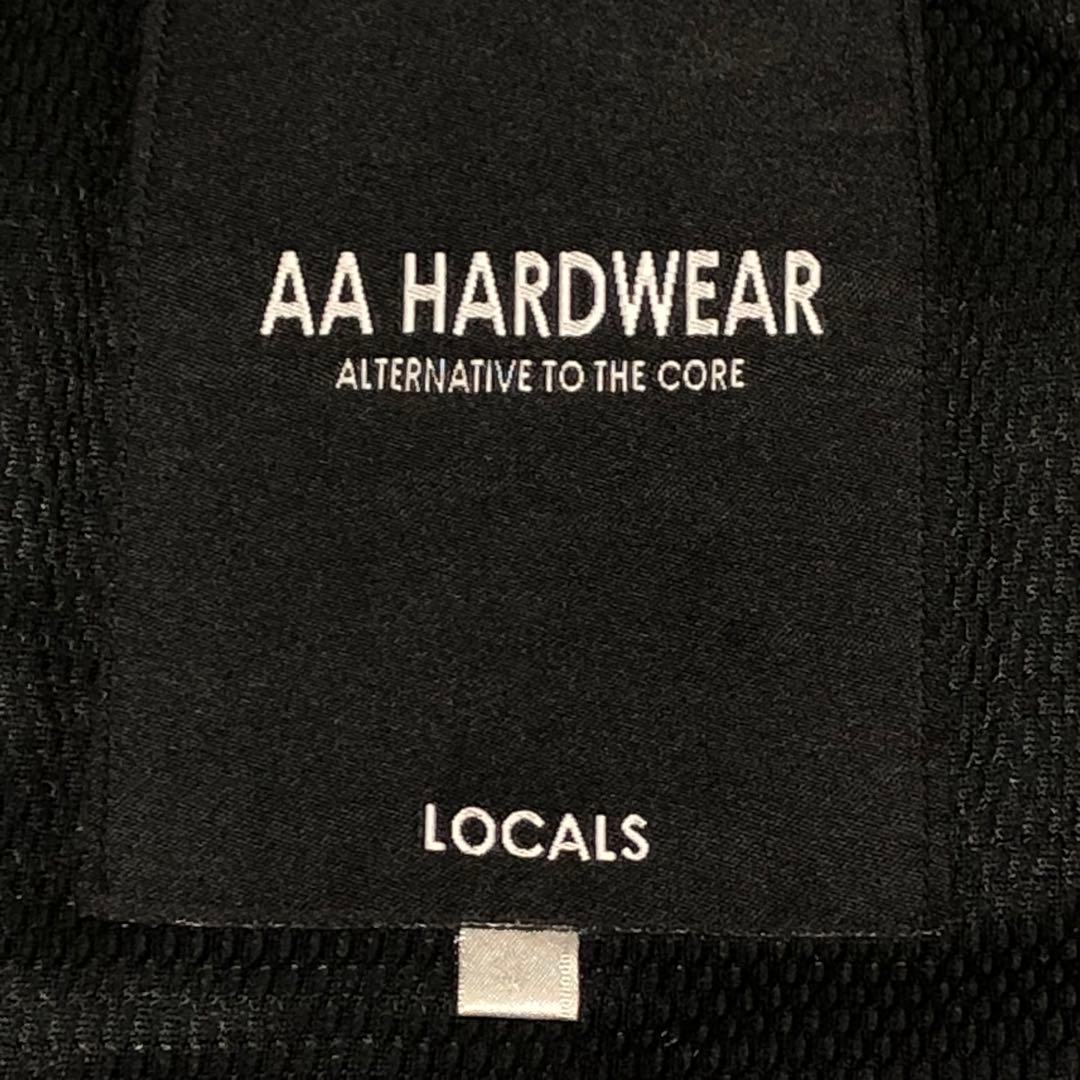 AA HARDWEAR
ALTERNATIVE TO THE CORE
LOCALS